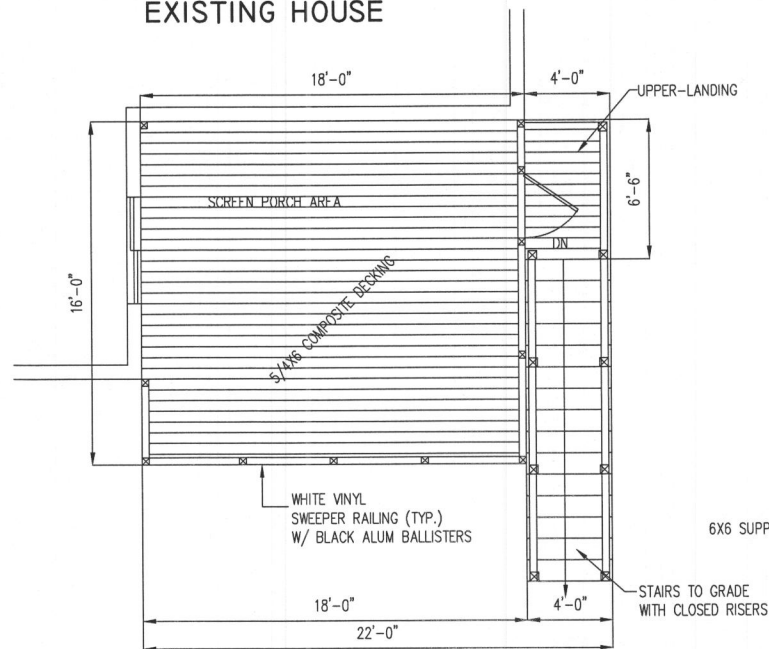 EXISTING HOUSE
18'-0"
4'-0"
UPPER-LANDING
6'-6"
SCREEN PORCH AREA
DN
16'-0"
5/4X6 COMPOSITE DECKING
WHITE VINYL
SWEEPER RAILING (TYP.)
W/ BLACK ALUM BALLISTERS
6X6 SUPP
STAIRS TO GRADE
WITH CLOSED RISERS
18'-0"
4'-0"
22'-0"